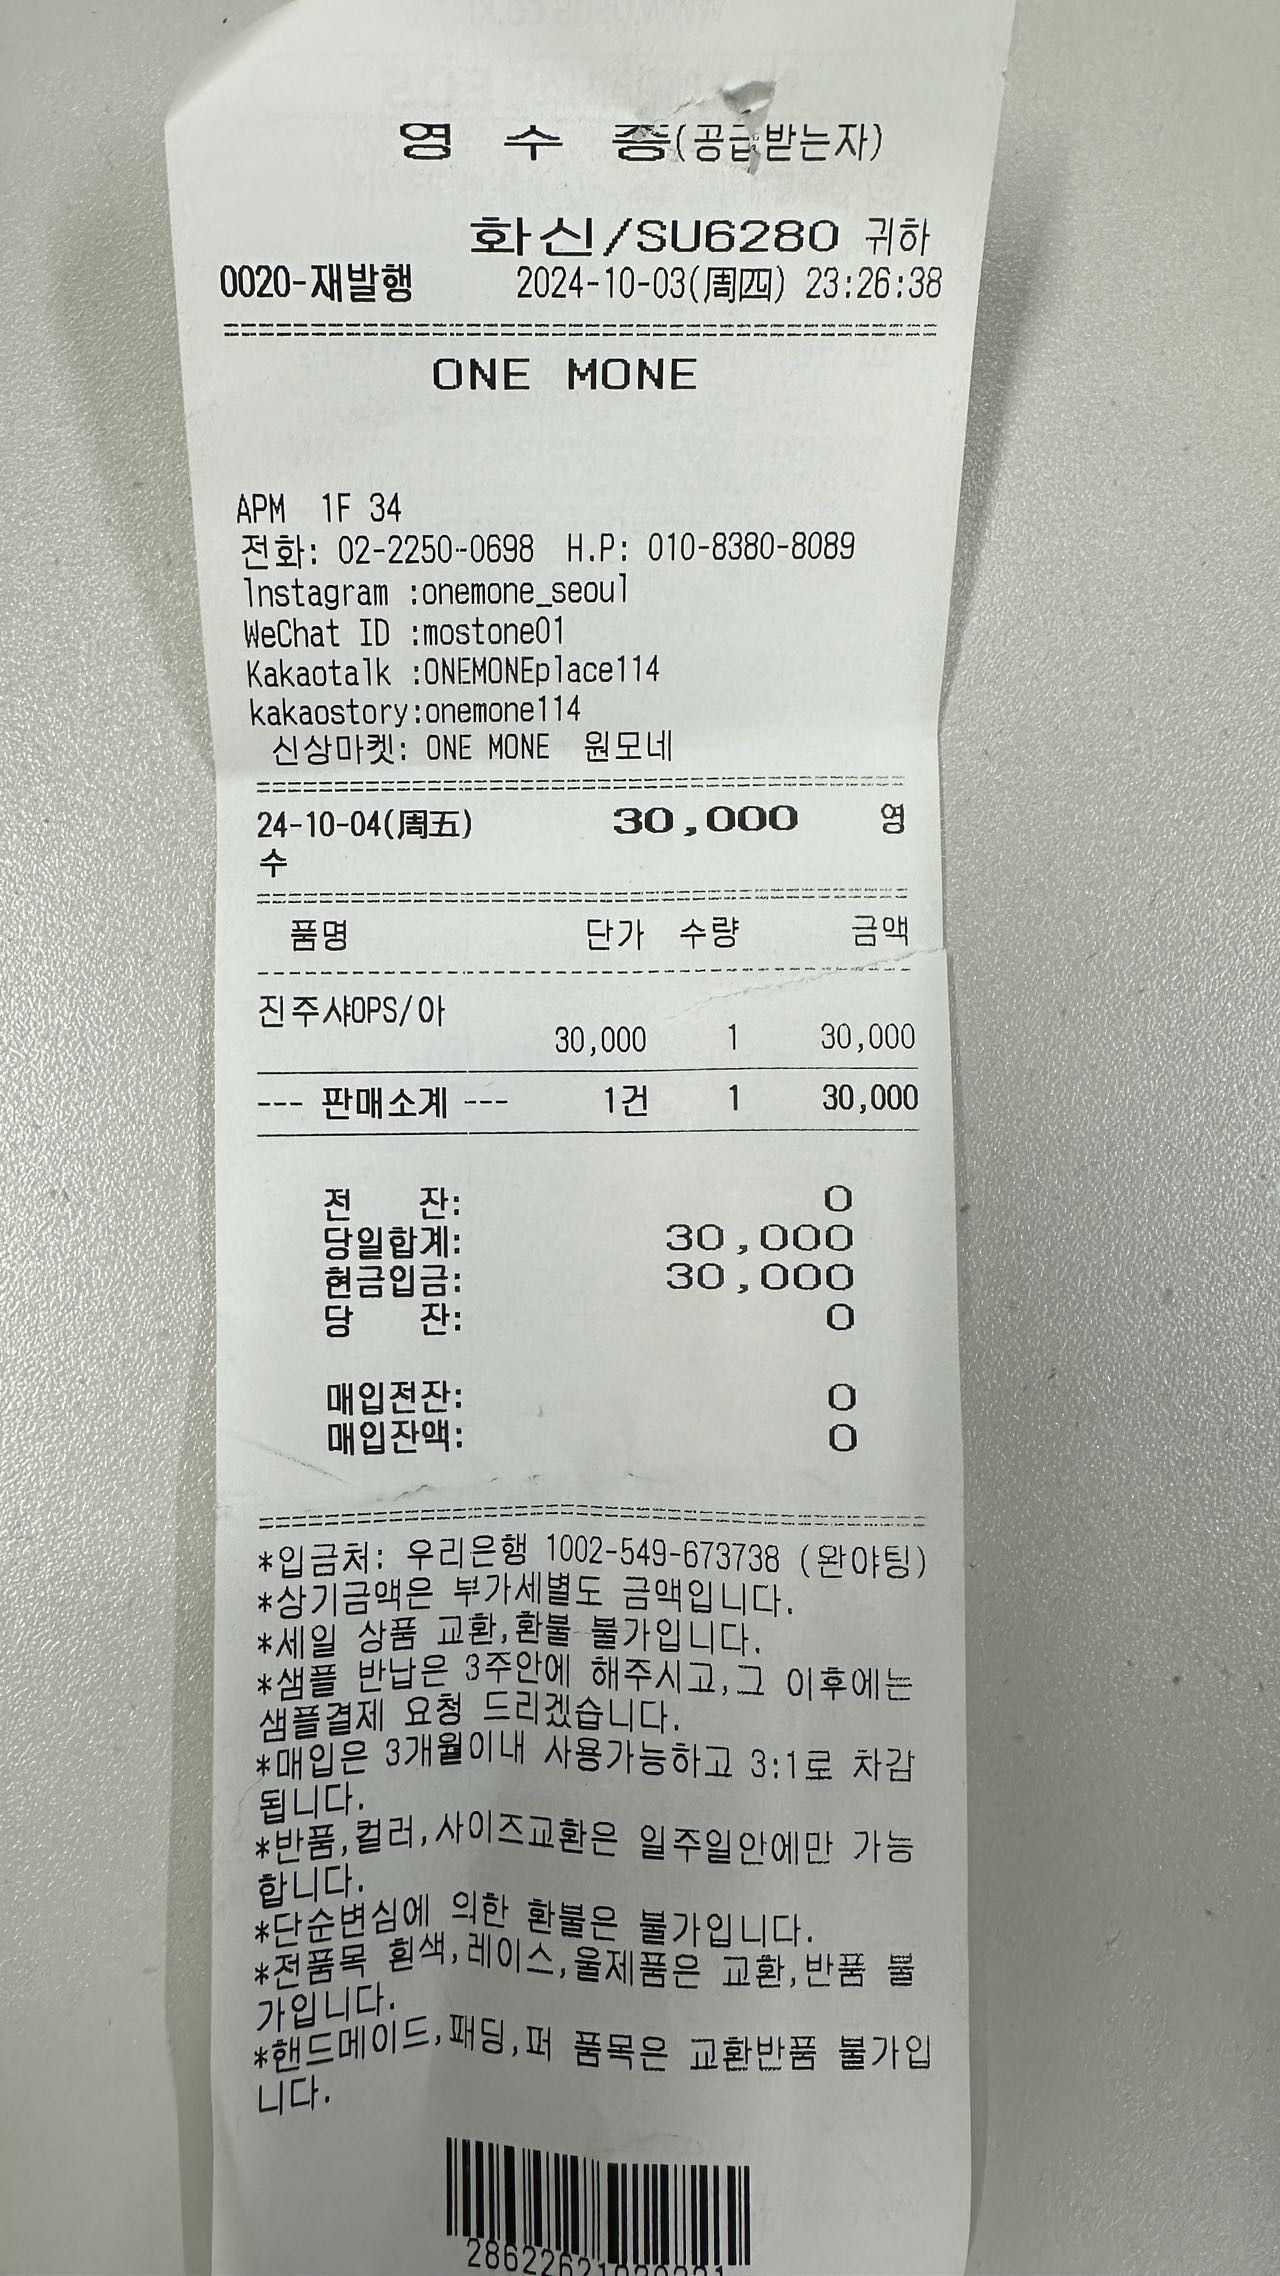 영 수 증(공급받는자)
화신/SU6280 귀하
0020-재발행 2024-10-03(周四) 23:26:38
ONE MONE
APM 1F 34
전화: 02-2250-0698 H.P: 010-8380-8089
Instagram :onemone_seoul
WeChat ID :mostone01
Kakaotalk :ONEMONEplace114
kakaostory:onemone114
신상마켓: ONE MONE 원모네
24-10-04(周五) 30,000 영
수
품명 단가 수량 금액
진주샤OPS/아
30,000 1 30,000
--- 판매소계 --- 1건 1 30,000
전 잔: 0
당일합계: 30,000
현금입금: 30,000
당 잔: 0
매입전잔: 0
매입잔액: 0
*입금처: 우리은행 1002-549-673738 (완야팅)
*상기금액은 부가세별도 금액입니다.
*세일 상품 교환,환불 불가입니다.
*샘플 반납은 3주안에 해주시고,그 이후에는
샘플결제 요청 드리겠습니다.
*매입은 3개월이내 사용가능하고 3:1로 차감
됩니다.
*반품,컬러,사이즈교환은 일주일안에만 가능
합니다.
*단순변심에 의한 환불은 불가입니다.
*전품목 흰색,레이스,울제품은 교환,반품 불
가입니다.
*핸드메이드,패딩,퍼 품목은 교환반품 불가입
니다.